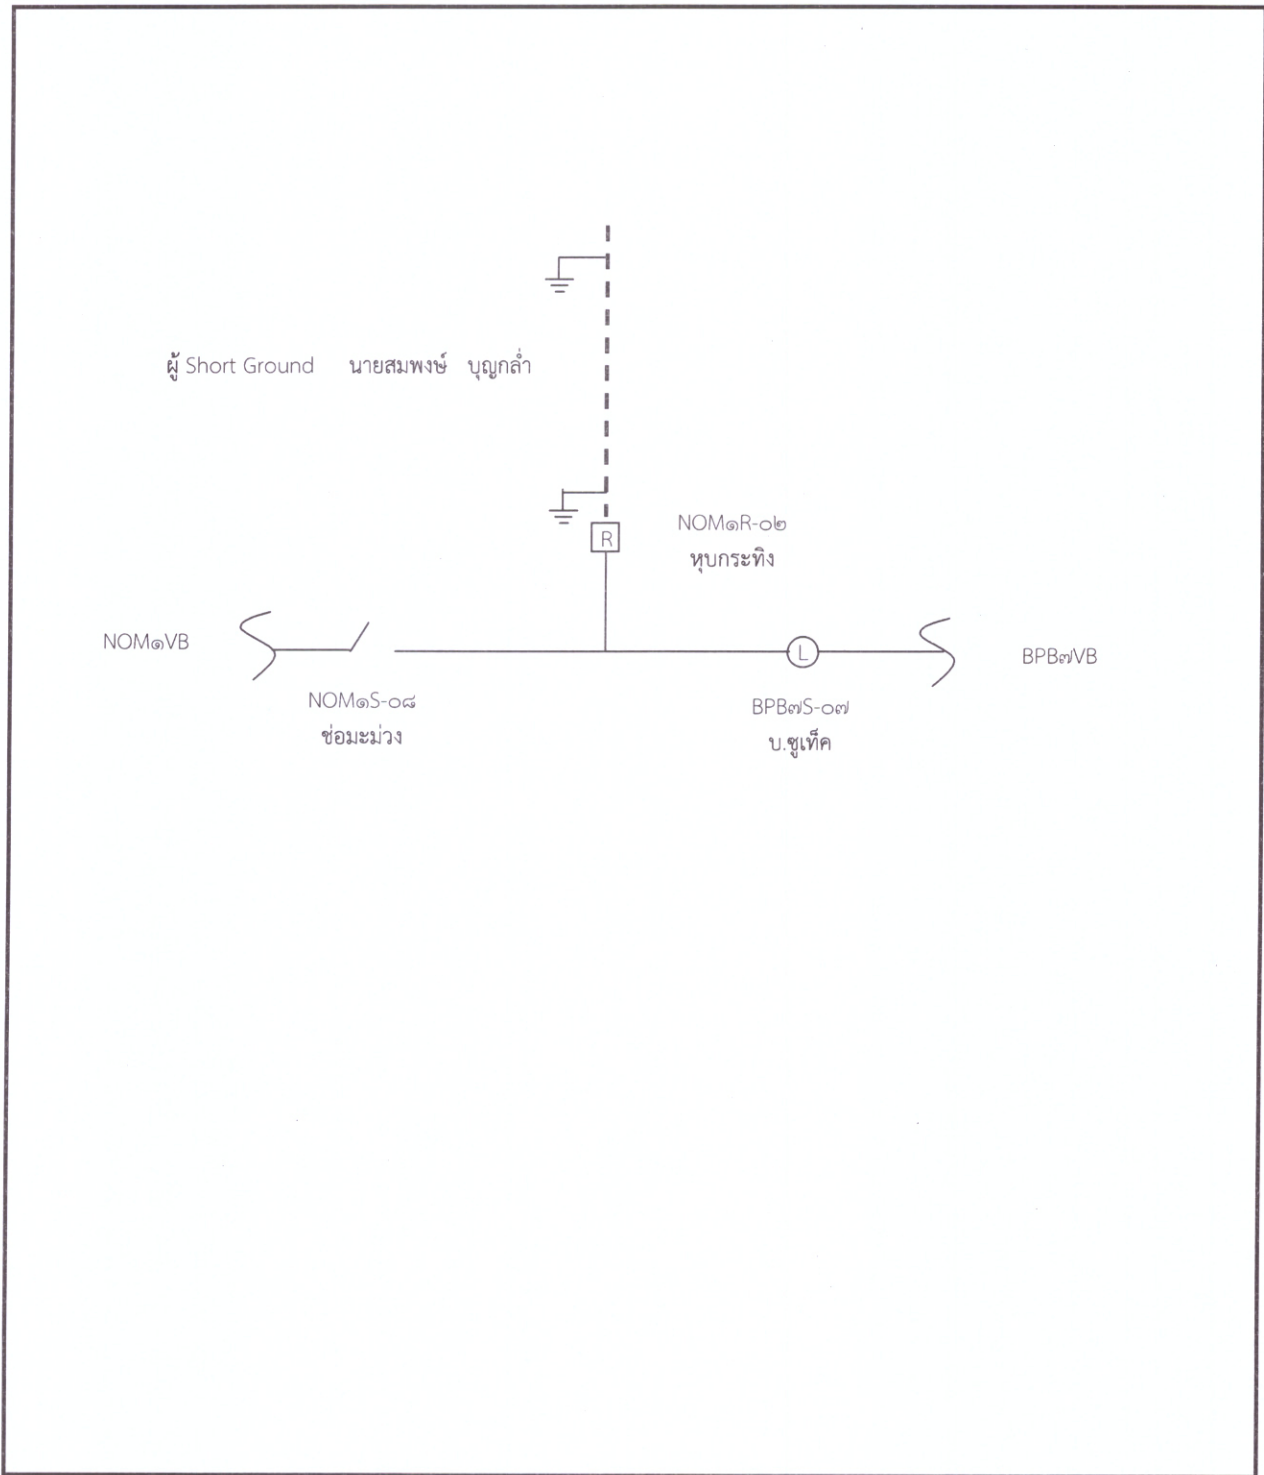 ผู้ Short Ground นายสมพงษ์ บุญกล่ำ
R
NOM๑R-๐๒
หุบกระทิง
NOM๑VB
L
BPB๗VB
NOM๑S-๐๘
ช่อมะม่วง
BPB๗S-๐๗
บ.ซูเท็ค